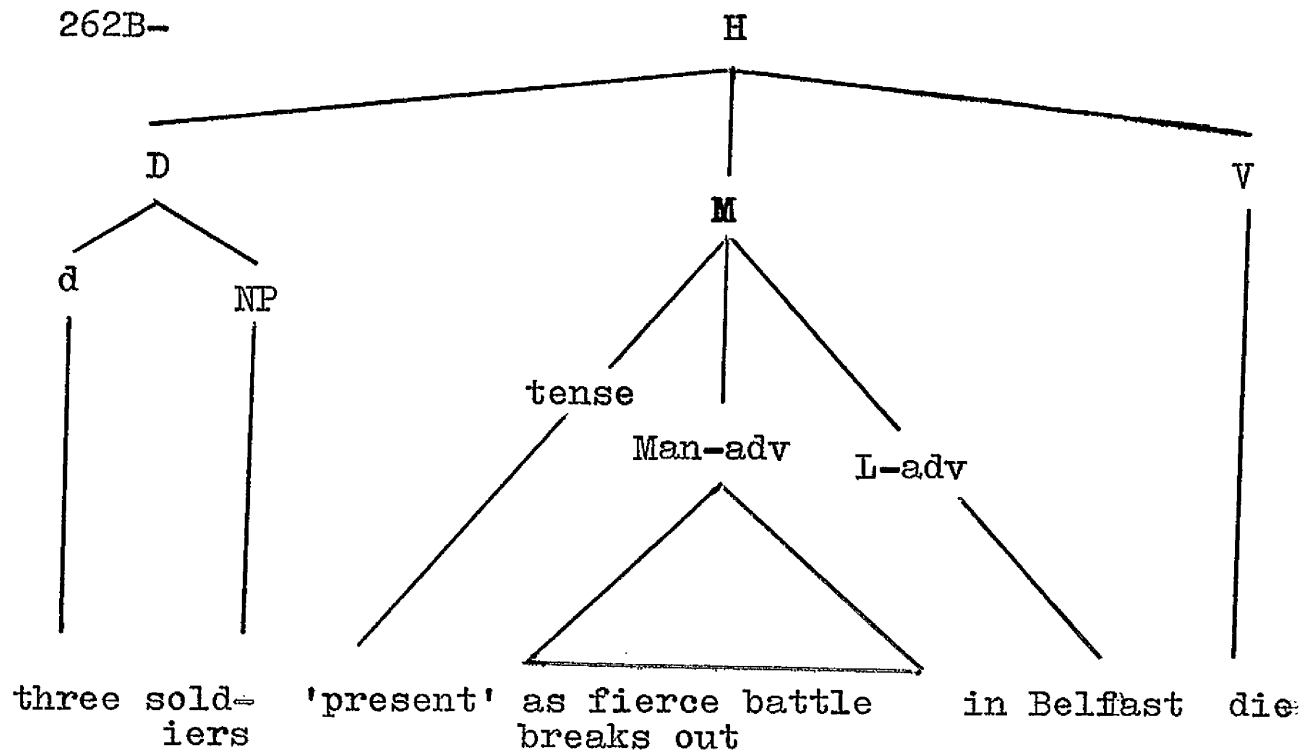 262B-
H
D
V
M
d
NP
tense
Man-adv
L-adv
three sold-
iers
'present' as fierce battle
breaks out
in Belfast die